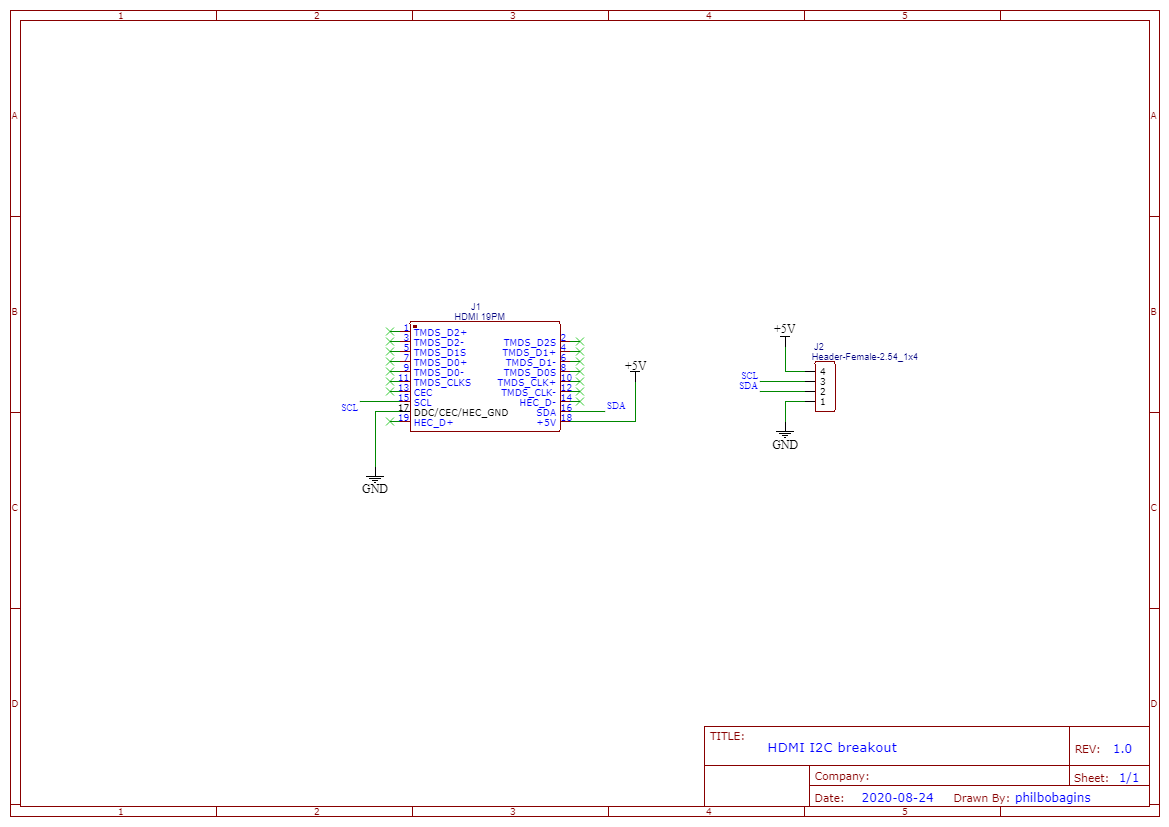 1 2 3 4 5
A A
B B
C C
D D
J1
HDMI 19PM
1 TMDS_D2+
3 TMDS_D2- TMDS_D2S 2
5 TMDS_D1S TMDS_D1+ 4
7 TMDS_D0+ TMDS_D1- 6
9 TMDS_D0- TMDS_D0S 8
11 TMDS_CLKS TMDS_CLK+ 10
13 CEC TMDS_CLK- 12
15 SCL HEC_D- 14
17 DDC/CEC/HEC_GND SDA 16
19 HEC_D+ +5V 18
SCL
SDA
+5V
GND
+5V
J2
Header-Female-2.54_1x4
SCL
SDA
4
3
2
1
GND
TITLE:
HDMI I2C breakout
REV: 1.0
Company:
Sheet: 1/1
Date: 2020-08-24 Drawn By: philbobagins
1 2 3 4 5